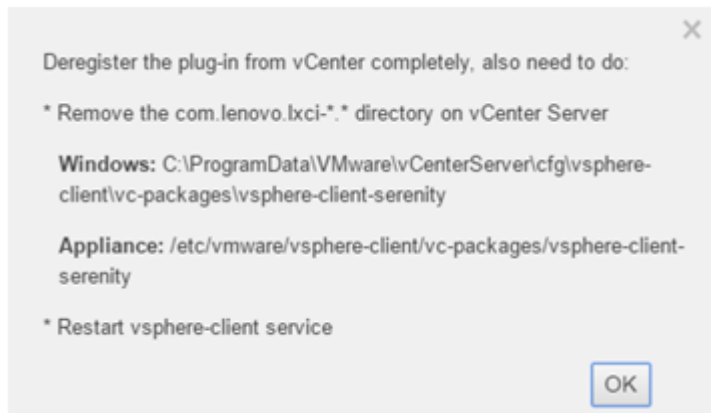 ×
Deregister the plug-in from vCenter completely, also need to do:
* Remove the com.lenovo.lxci-*.* directory on vCenter Server
Windows: C:\ProgramData\VMware\vCenterServer\cfg\vsphere-
client\vc-packages\vsphere-client-serenity
Appliance: /etc/vmware/vsphere-client/vc-packages/vsphere-client-
serenity
* Restart vsphere-client service
OK